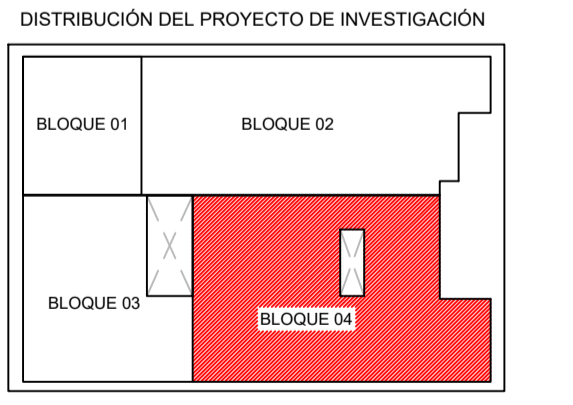 DISTRIBUCIÓN DEL PROYECTO DE INVESTIGACIÓN
BLOQUE 01
BLOQUE 02
BLOQUE 03
BLOQUE 04